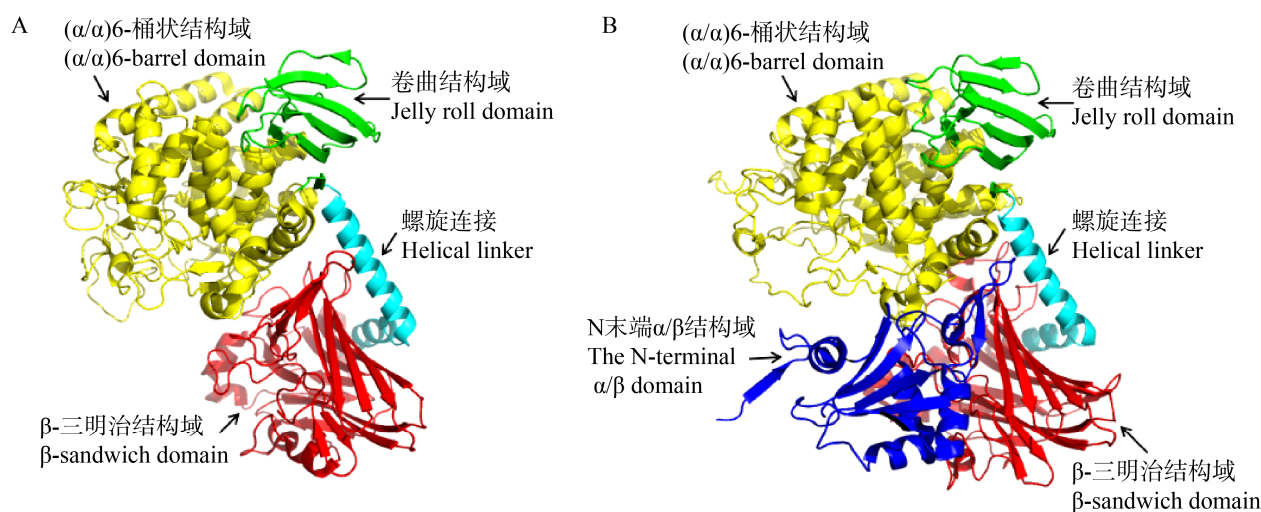 A
(α/α)6-桶状结构域
(α/α)6-barrel domain
卷曲结构域
Jelly roll domain
螺旋连接
Helical linker
β-三明治结构域
β-sandwich domain
B
(α/α)6-桶状结构域
(α/α)6-barrel domain
卷曲结构域
Jelly roll domain
螺旋连接
Helical linker
N末端α/β结构域
The N-terminal
α/β domain
β-三明治结构域
β-sandwich domain